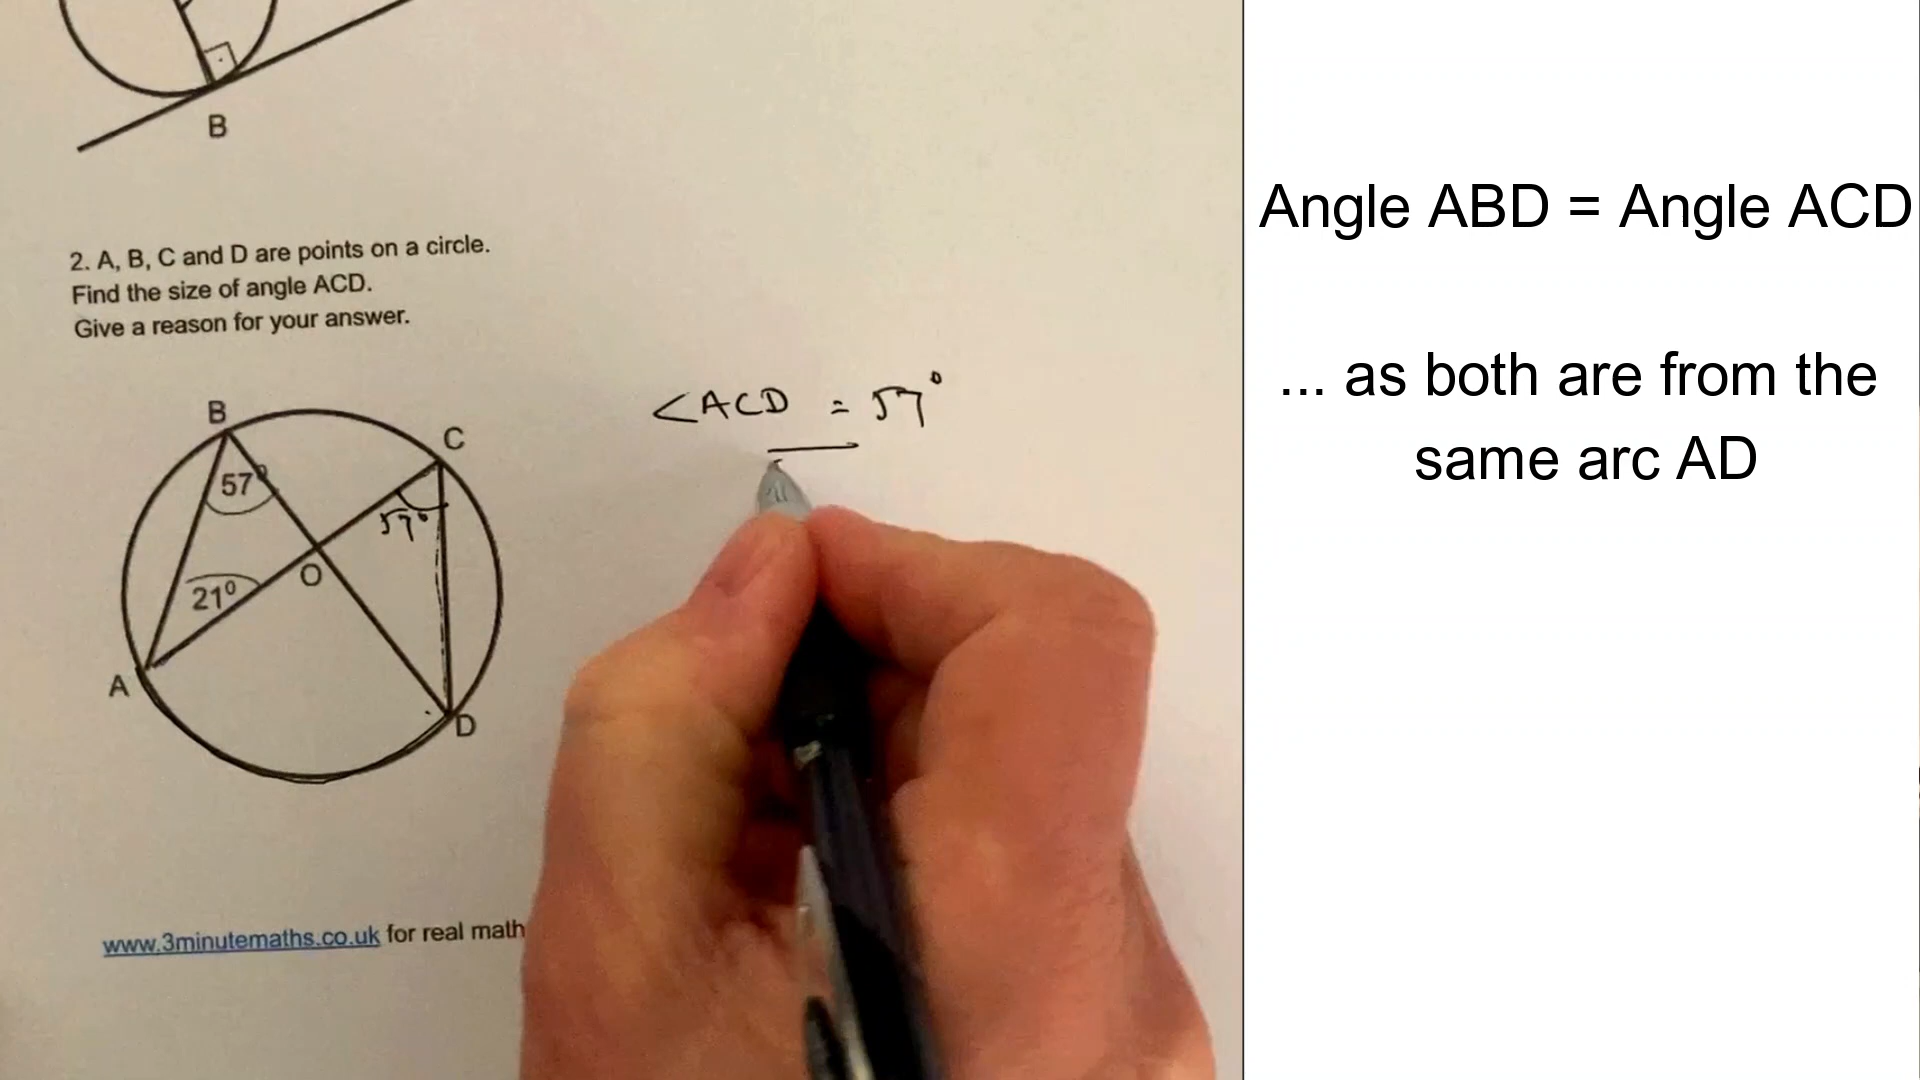 B
2. A, B, C and D are points on a circle.
Find the size of angle ACD.
Give a reason for your answer.
B
C
57°
57°
O
21°
A
D
<ACD = 57°
www.3minutemaths.co.uk for real math
Angle ABD = Angle ACD
... as both are from the
same arc AD